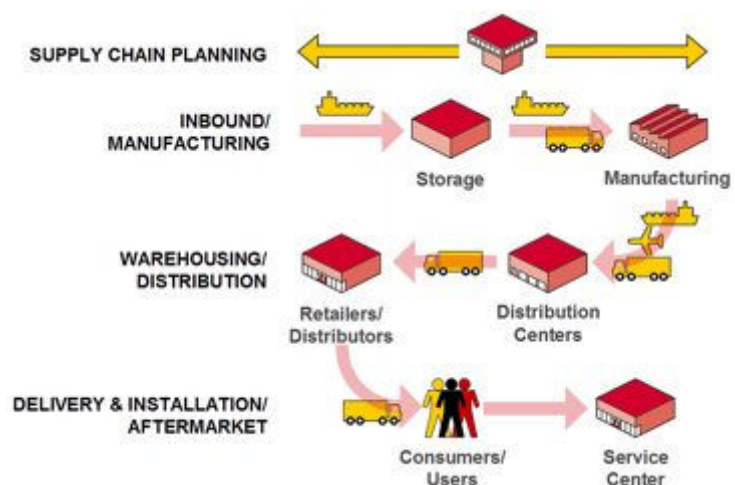 SUPPLY CHAIN PLANNING
INBOUND/
MANUFACTURING
Storage
Manufacturing
WAREHOUSING/
DISTRIBUTION
Retailers/
Distributors
Distribution
Centers
DELIVERY & INSTALLATION/
AFTERMARKET
Consumers/
Users
Service
Center